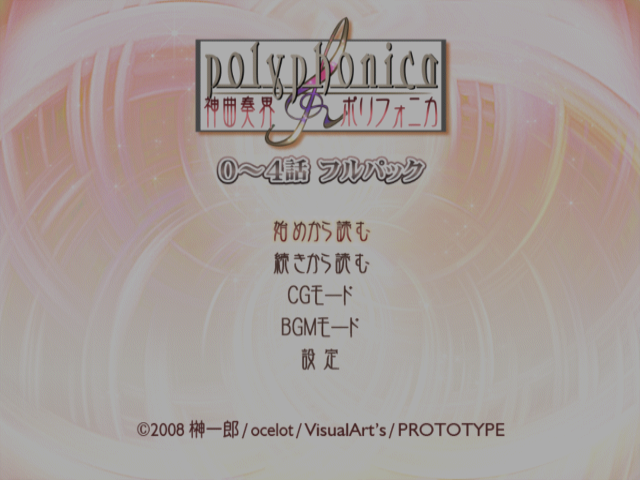 polyphonica
神曲奏界 ポリフォニカ
0〜4話 フルパック
始めから読む
続きから読む
CGモード
BGMモード
設定
©2008 榊一郎/ocelot/VisualArt's/PROTOTYPE